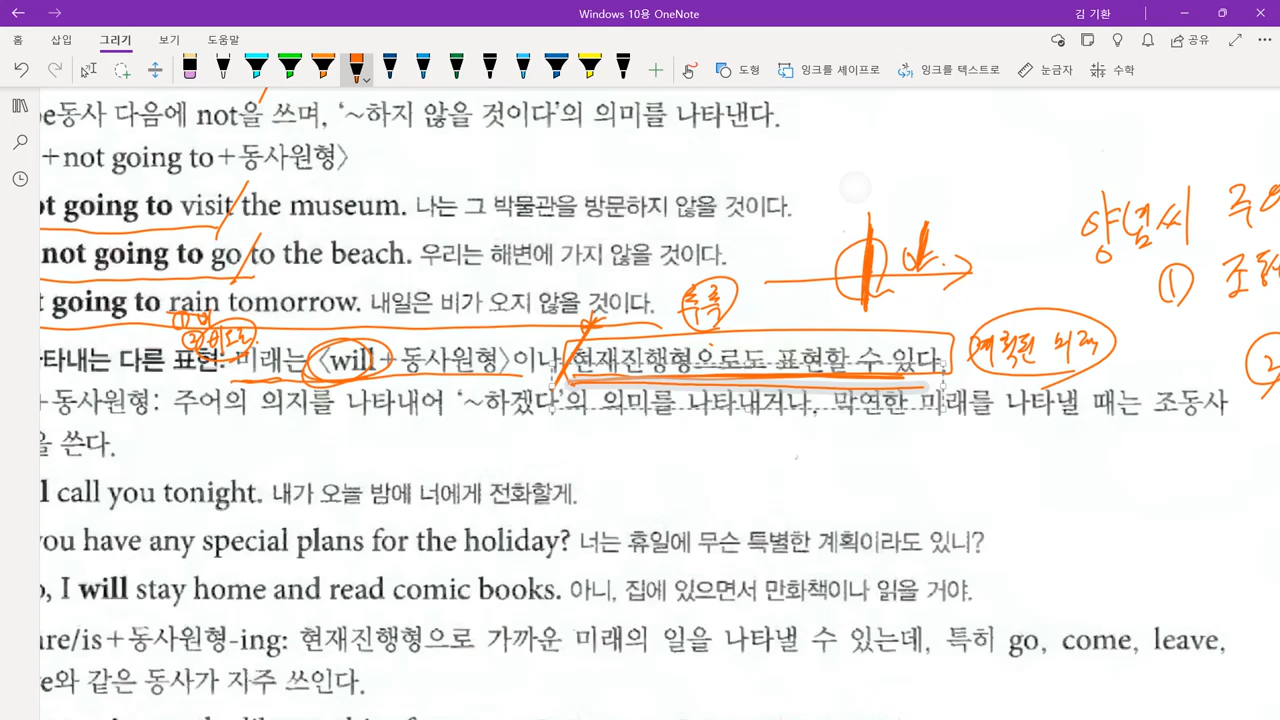 Windows 10용 OneNote
김 기환
홈 삽입 그리기 보기 도움말
공유
도형 잉크를 셰이프로 잉크를 텍스트로 눈금자 수학
e동사 다음에 not을 쓰며, '~하지 않을 것이다'의 의미를 나타낸다.
+not going to+동사원형〉
ot going to visit the museum. 나는 그 박물관을 방문하지 않을 것이다.
양념씨
not going to go to the beach. 우리는 해변에 가지 않을 것이다.
①
t going to rain tomorrow. 내일은 비가 오지 않을 것이다.
추측
타내는 다른 표현: 미래는 〈will+동사원형〉이나 현재진행형으로도 표현할 수 있다.
계획된 미래
②
+동사원형: 주어의 의지를 나타내어 '~하겠다'의 의미를 나타내거나, 막연한 미래를 나타낼 때는 조동사
을 쓴다.
l call you tonight. 내가 오늘 밤에 너에게 전화할게.
you have any special plans for the holiday? 너는 휴일에 무슨 특별한 계획이라도 있니?
o, I will stay home and read comic books. 아니, 집에 있으면서 만화책이나 읽을 거야.
are/is+동사원형-ing: 현재진행형으로 가까운 미래의 일을 나타낼 수 있는데, 특히 go, come, leave,
e와 같은 동사가 자주 쓰인다.